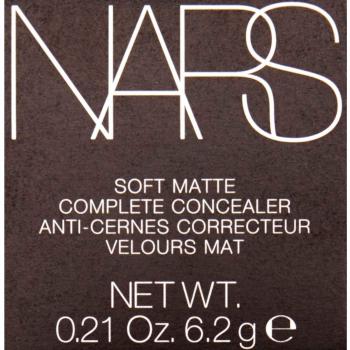 NARS
SOFT MATTE
COMPLETE CONCEALER
ANTI-CERNES CORRECTEUR
VELOURS MAT
NET WT.
0.21 Oz. 6.2 g ℮